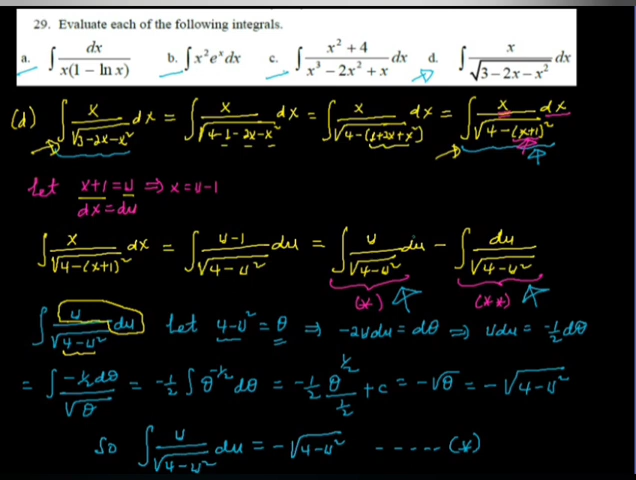 29. Evaluate each of the following integrals.
a. ∫ dx / x(1 – ln x) b. ∫ x²eˣ dx c. ∫ (x² + 4) / (x³ – 2x² + x) dx d. ∫ x / √(3 – 2x – x²) dx
(d) ∫ x / √(3-2x-x²) dx = ∫ x / √(4-1-2x-x²) dx = ∫ x / √(4-(1+2x+x²)) dx = ∫ x / √(4-(x+1)²) dx
let x+1 = u ⇒ x = u-1
dx = du
∫ x / √(4-(x+1)²) dx = ∫ (u-1) / √(4-u²) du = ∫ u / √(4-u²) du - ∫ du / √(4-u²)
(*) (**)
∫ u / √(4-u²) du let 4-u² = θ ⇒ -2udu = dθ ⇒ udu = -½ dθ
= ∫ -½dθ / √θ = -½ ∫ θ^(-½) dθ = -½ θ^(½) / ½ + c = -√θ = -√(4-u²)
So ∫ u / √(4-u²) du = -√(4-u²) ----- (*)